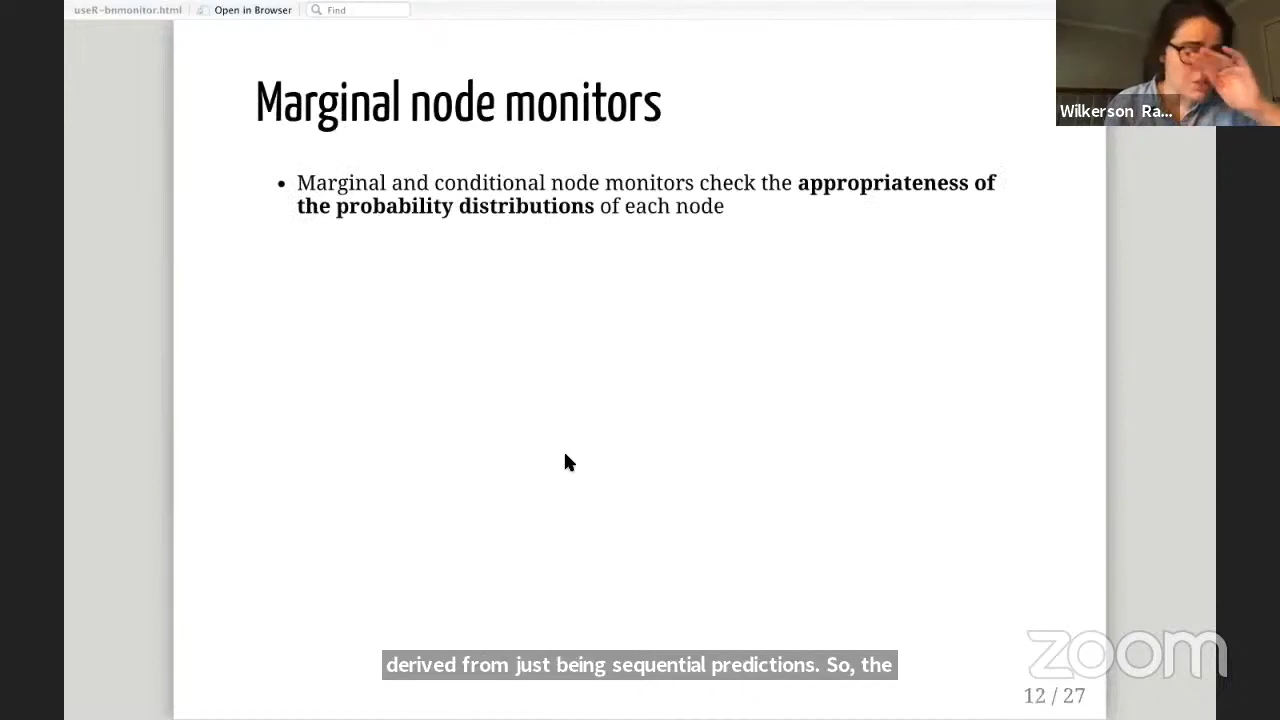 useR-bnmonitor.html Open in Browser Find
Wilkerson Ra...
Marginal node monitors
• Marginal and conditional node monitors check the appropriateness of
the probability distributions of each node
derived from just being sequential predictions. So, the
zoom
12 / 27